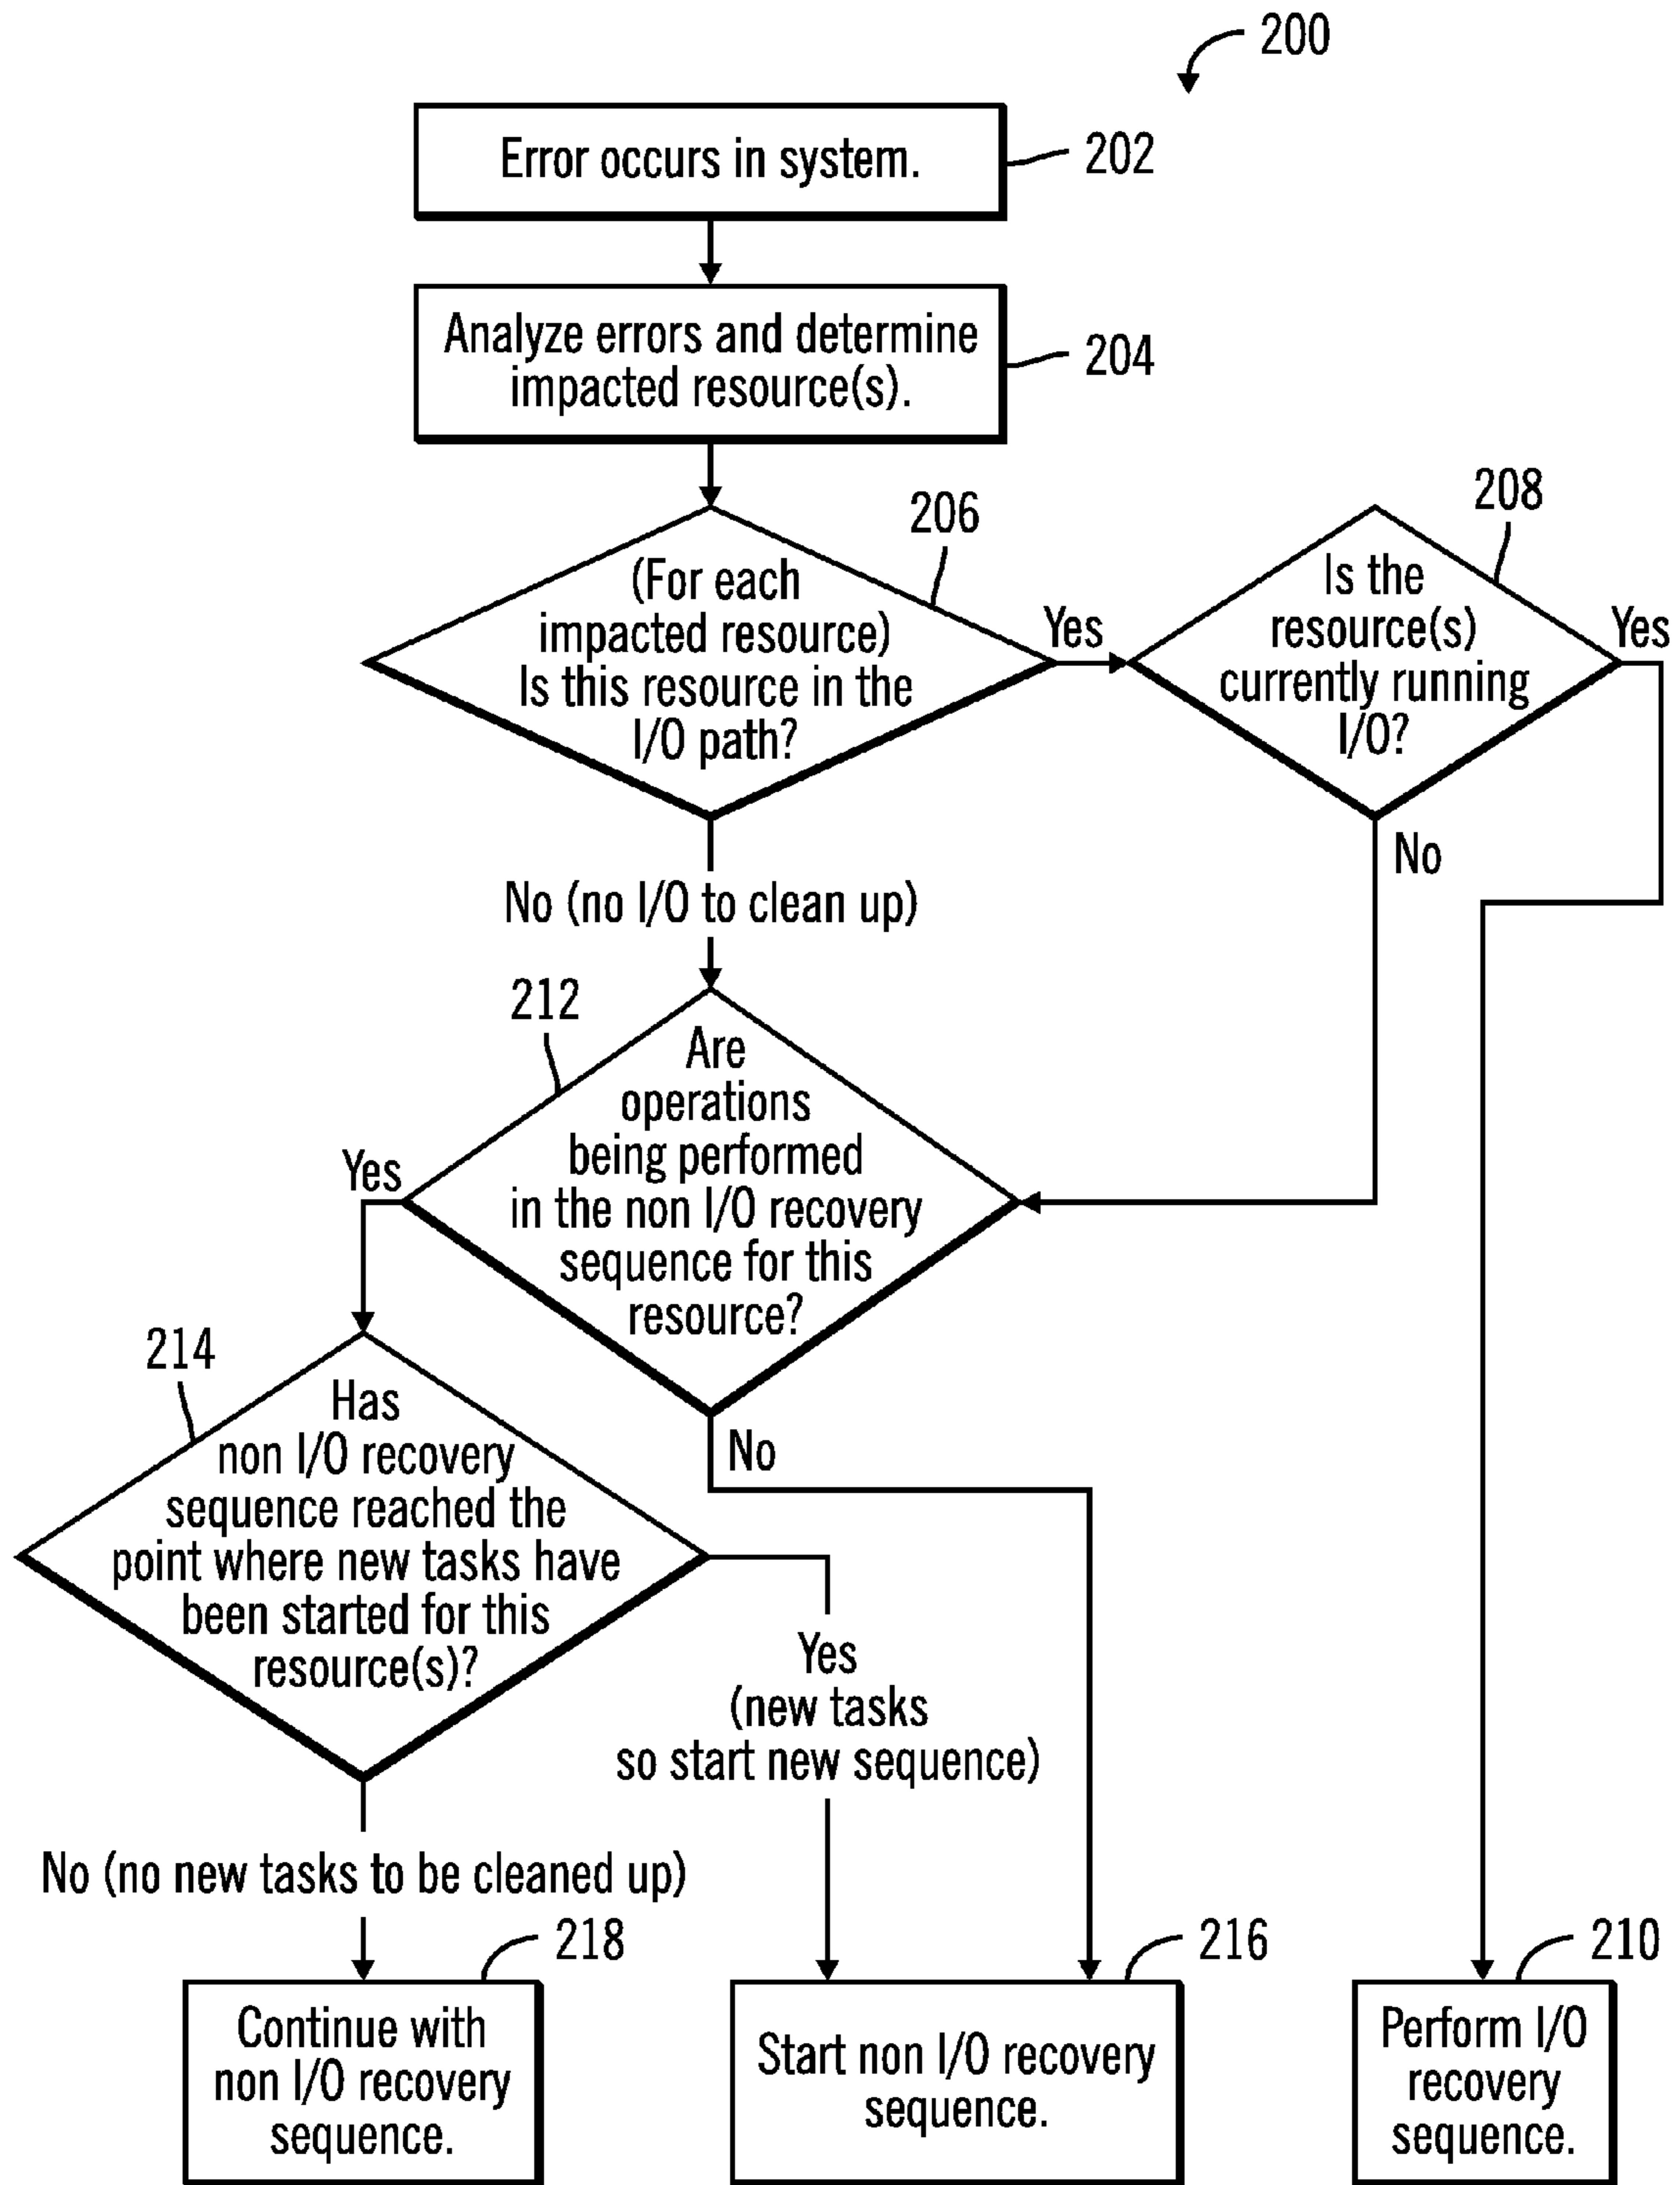 200
Error occurs in system.
202
Analyze errors and determine
impacted resource(s).
204
206
(For each
impacted resource)
Is this resource in the
I/O path?
Yes
208
Is the
resource(s)
currently running
I/O?
Yes
No
No (no I/O to clean up)
212
Are
operations
being performed
in the non I/O recovery
sequence for this
resource?
Yes
No
214
Has
non I/O recovery
sequence reached the
point where new tasks have
been started for this
resource(s)?
Yes
(new tasks
so start new sequence)
No (no new tasks to be cleaned up)
218
Continue with
non I/O recovery
sequence.
216
Start non I/O recovery
sequence.
210
Perform I/O
recovery
sequence.